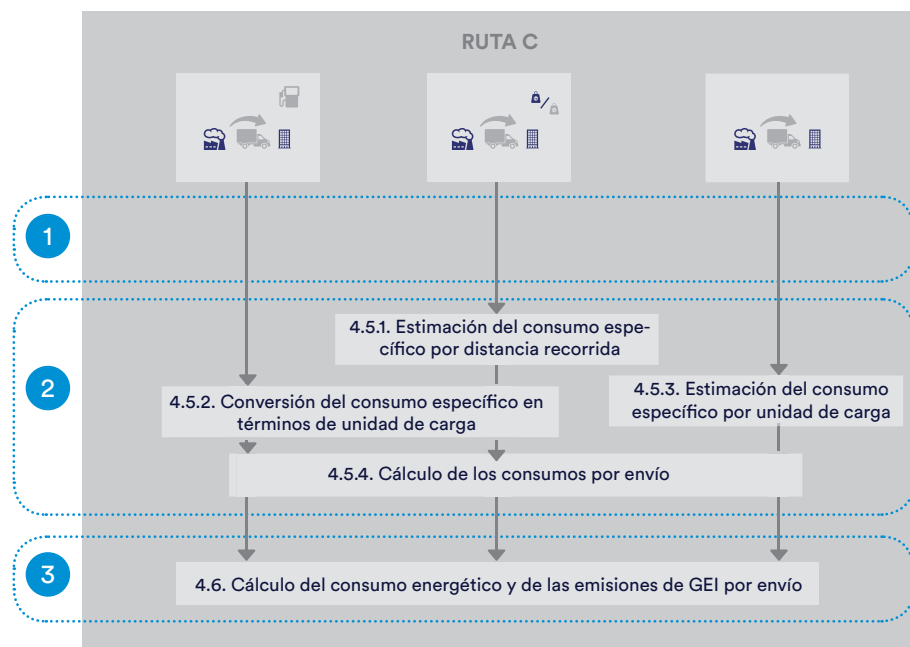 RUTA C
1
4.5.1. Estimación del consumo espe-
cífico por distancia recorrida
2
4.5.2. Conversión del consumo específico en
términos de unidad de carga
4.5.3. Estimación del consumo
específico por unidad de carga
4.5.4. Cálculo de los consumos por envío
3
4.6. Cálculo del consumo energético y de las emisiones de GEI por envío